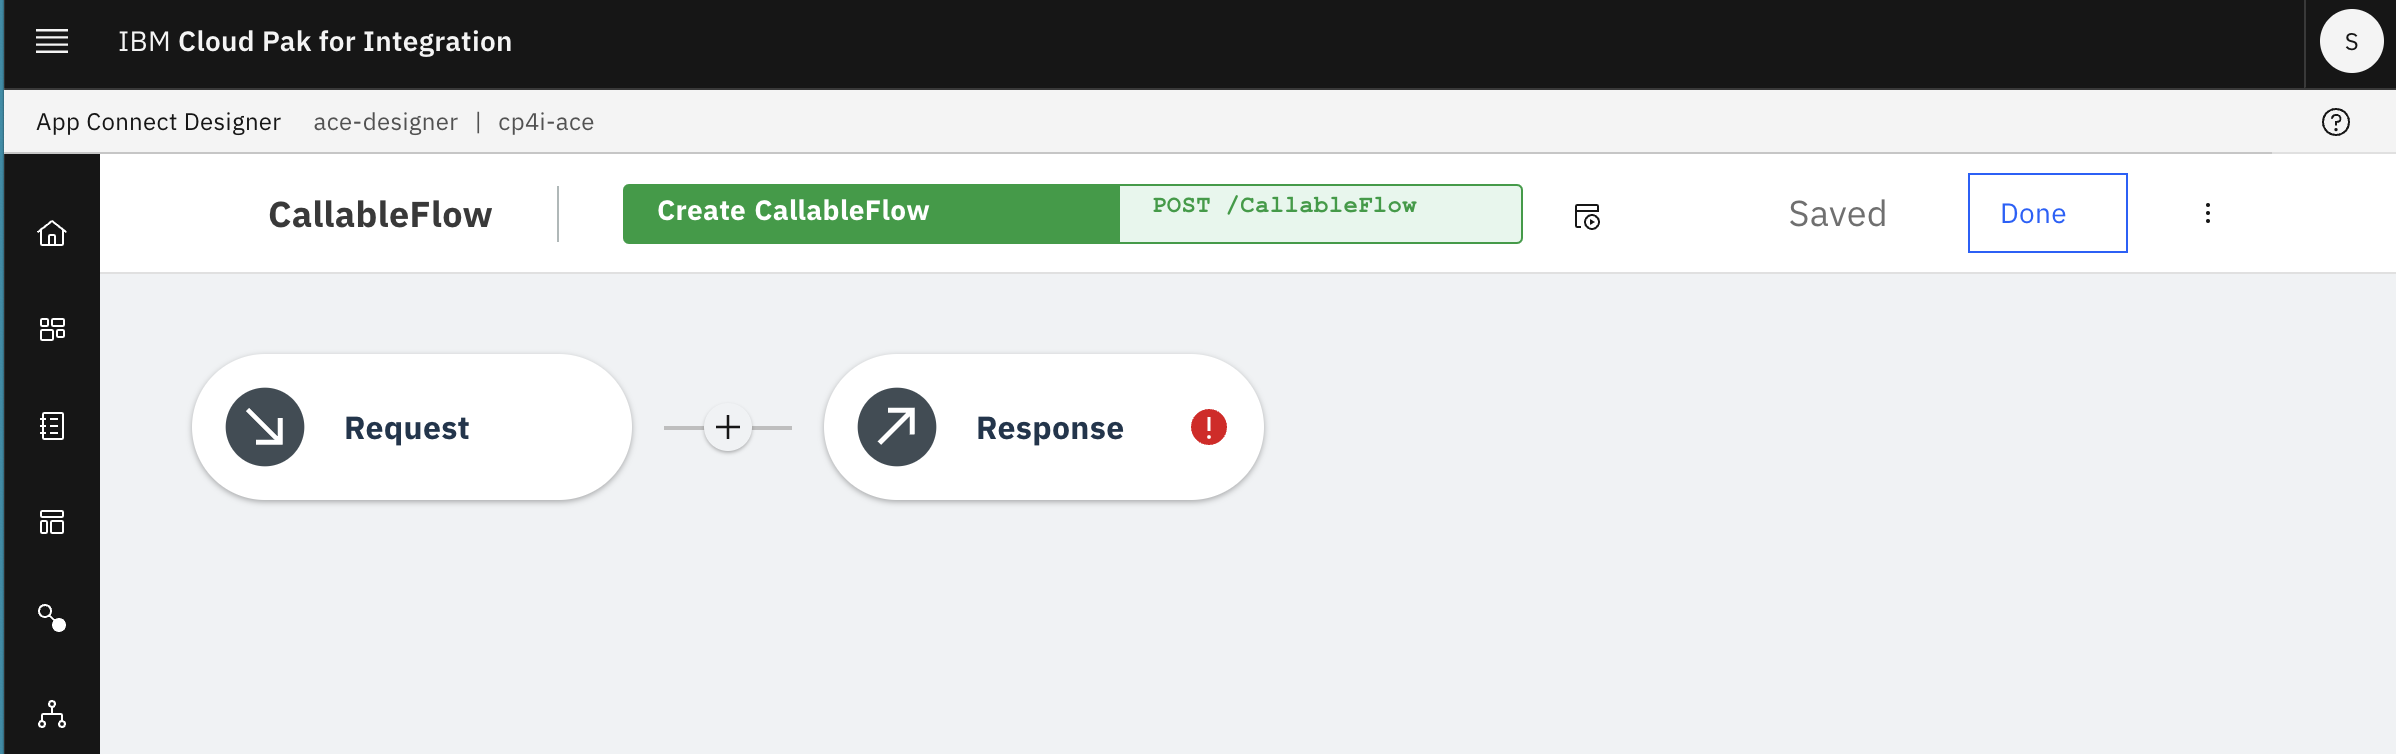 IBM Cloud Pak for Integration
S
App Connect Designer ace-designer | cp4i-ace
CallableFlow
Create CallableFlow
POST /CallableFlow
Saved
Done
Request
Response